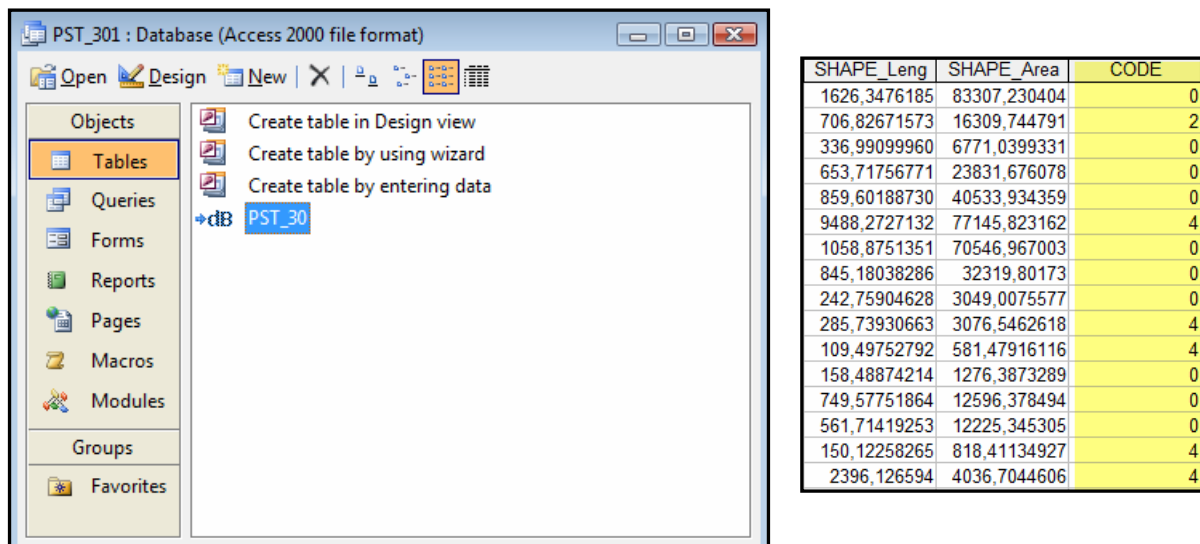 PST_301 : Database (Access 2000 file format)
Open Design New
Objects
Tables
Queries
Forms
Reports
Pages
Macros
Modules
Groups
Favorites
Create table in Design view
Create table by using wizard
Create table by entering data
dB PST_30
SHAPE_Leng SHAPE_Area CODE
1626,3476185 83307,230404 0
706,82671573 16309,744791 2
336,99099960 6771,0399331 0
653,71756771 23831,676078 0
859,60188730 40533,934359 0
9488,2727132 77145,823162 4
1058,8751351 70546,967003 0
845,18038286 32319,80173 0
242,75904628 3049,0075577 0
285,73930663 3076,5462618 4
109,49752792 581,47916116 4
158,48874214 1276,3873289 0
749,57751864 12596,378494 0
561,71419253 12225,345305 0
150,12258265 818,41134927 4
2396,126594 4036,7044606 4